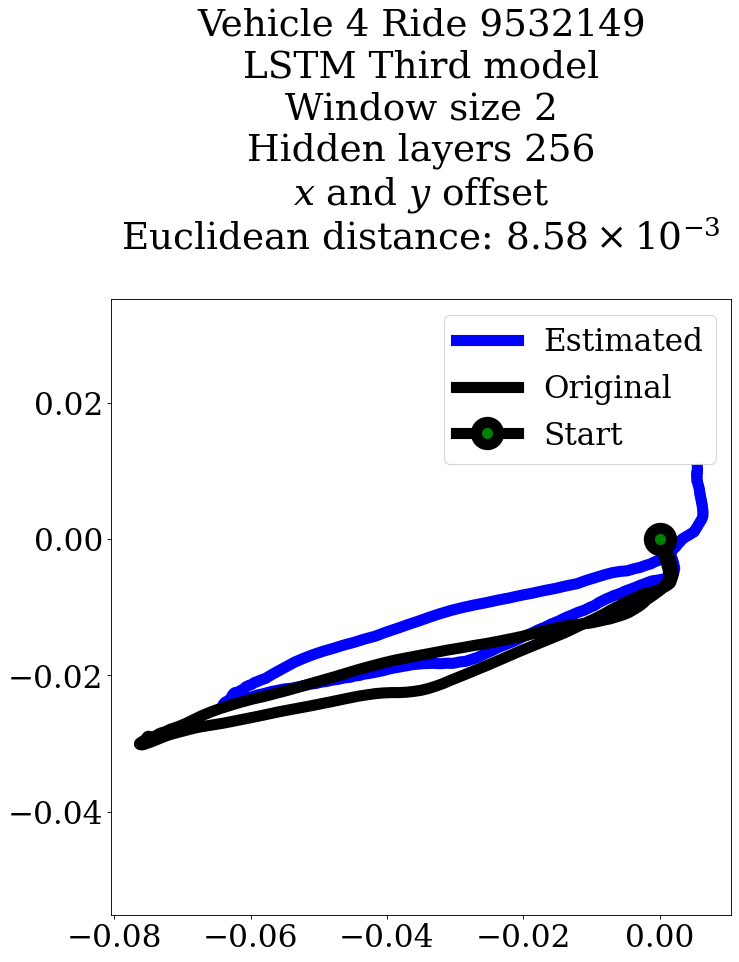 Vehicle 4 Ride 9532149
LSTM Third model
Window size 2
Hidden layers 256
x and y offset
Euclidean distance: 8.58 × 10⁻³
Estimated
Original
Start
0.02
0.00
−0.02
−0.04
−0.08 −0.06 −0.04 −0.02 0.00